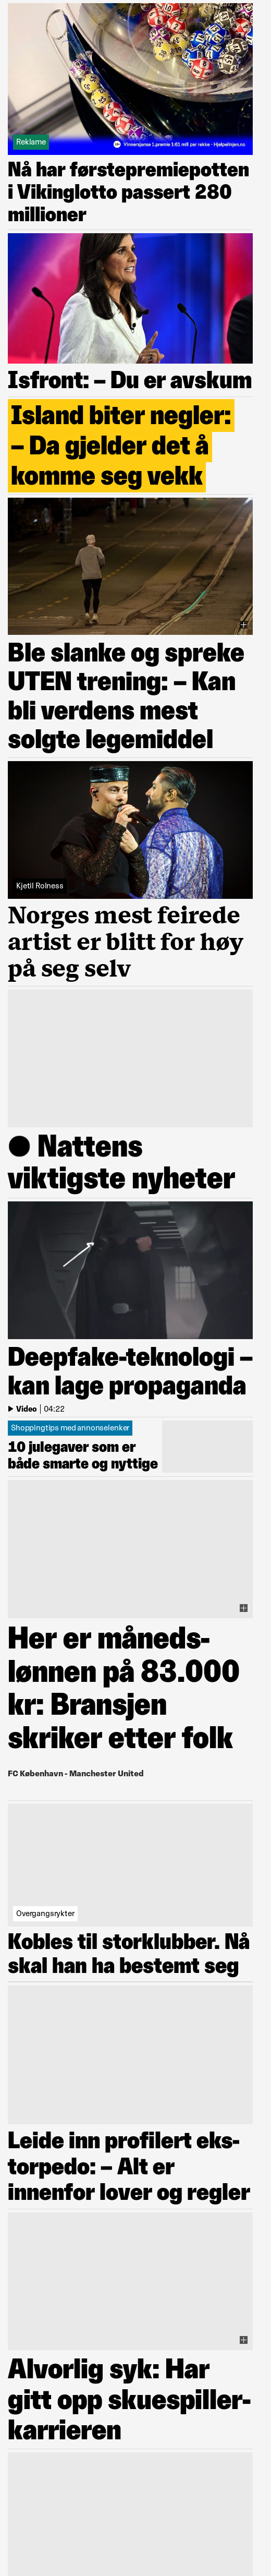 Reklame
Vinnersjanse 1.premie 1:61 mill per rekke - Hjelpelinjen.no
Nå har førstepremiepotten
i Vikinglotto passert 280
millioner
Isfront: – Du er avskum
Island biter negler:
– Da gjelder det å
komme seg vekk
Ble slanke og spreke
UTEN trening: – Kan
bli verdens mest
solgte legemiddel
Kjetil Rolness
Norges mest feirede
artist er blitt for høy
på seg selv
Nattens
viktigste nyheter
Deepfake-teknologi –
kan lage propaganda
Video | 04:22
Shoppingtips med annonselenker
10 julegaver som er
både smarte og nyttige
Her er måneds-
lønnen på 83.000
kr: Bransjen
skriker etter folk
FC København - Manchester United
Overgangsrykter
Kobles til storklubber. Nå
skal han ha bestemt seg
Leide inn profilert eks-
torpedo: – Alt er
innenfor lover og regler
Alvorlig syk: Har
gitt opp skuespiller-
karrieren